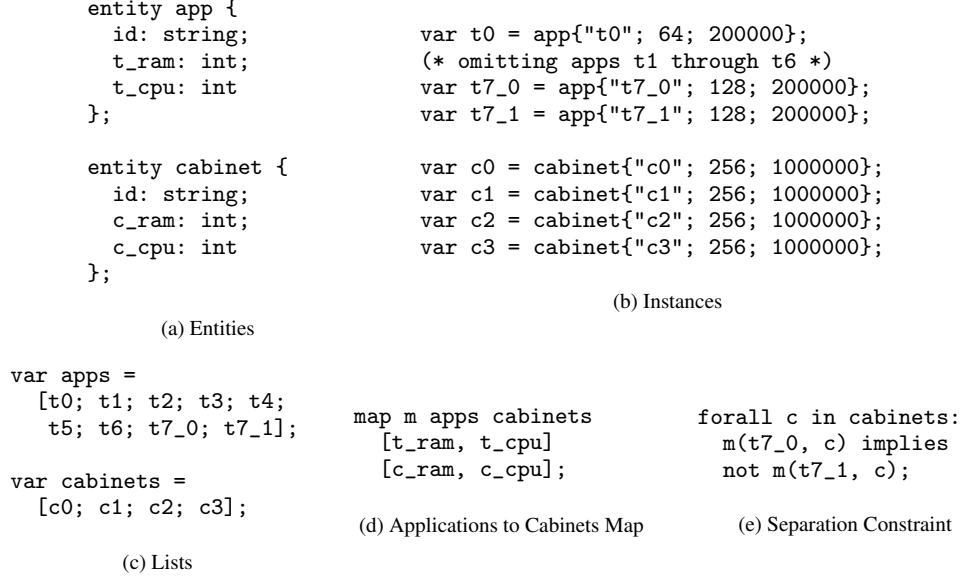 entity app {
  id: string;
  t_ram: int;
  t_cpu: int
};
entity cabinet {
  id: string;
  c_ram: int;
  c_cpu: int
};
(a) Entities
var t0 = app{"t0"; 64; 200000};
(* omitting apps t1 through t6 *)
var t7_0 = app{"t7_0"; 128; 200000};
var t7_1 = app{"t7_1"; 128; 200000};
var c0 = cabinet{"c0"; 256; 1000000};
var c1 = cabinet{"c1"; 256; 1000000};
var c2 = cabinet{"c2"; 256; 1000000};
var c3 = cabinet{"c3"; 256; 1000000};
(b) Instances
var apps =
  [t0; t1; t2; t3; t4;
   t5; t6; t7_0; t7_1];
var cabinets =
  [c0; c1; c2; c3];
(c) Lists
map m apps cabinets
  [t_ram, t_cpu]
  [c_ram, c_cpu];
(d) Applications to Cabinets Map
forall c in cabinets:
  m(t7_0, c) implies
  not m(t7_1, c);
(e) Separation Constraint